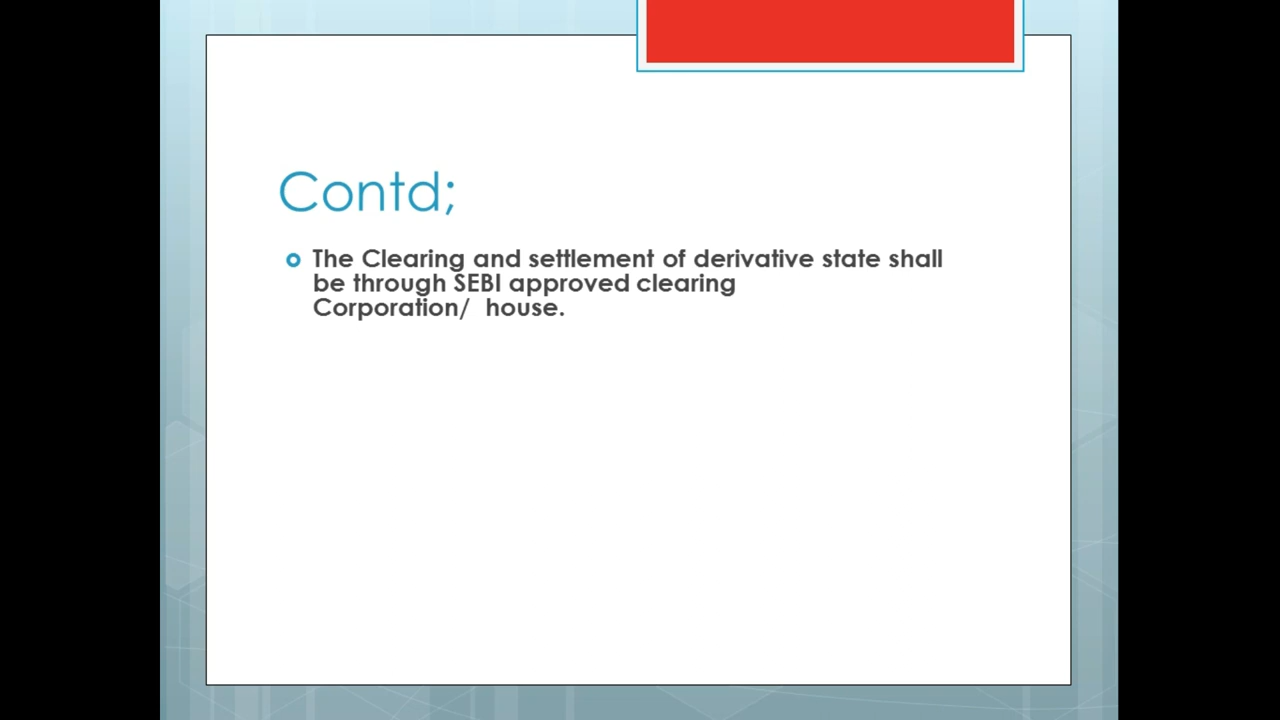 Contd;
The Clearing and settlement of derivative state shall
be through SEBI approved clearing
Corporation/  house.